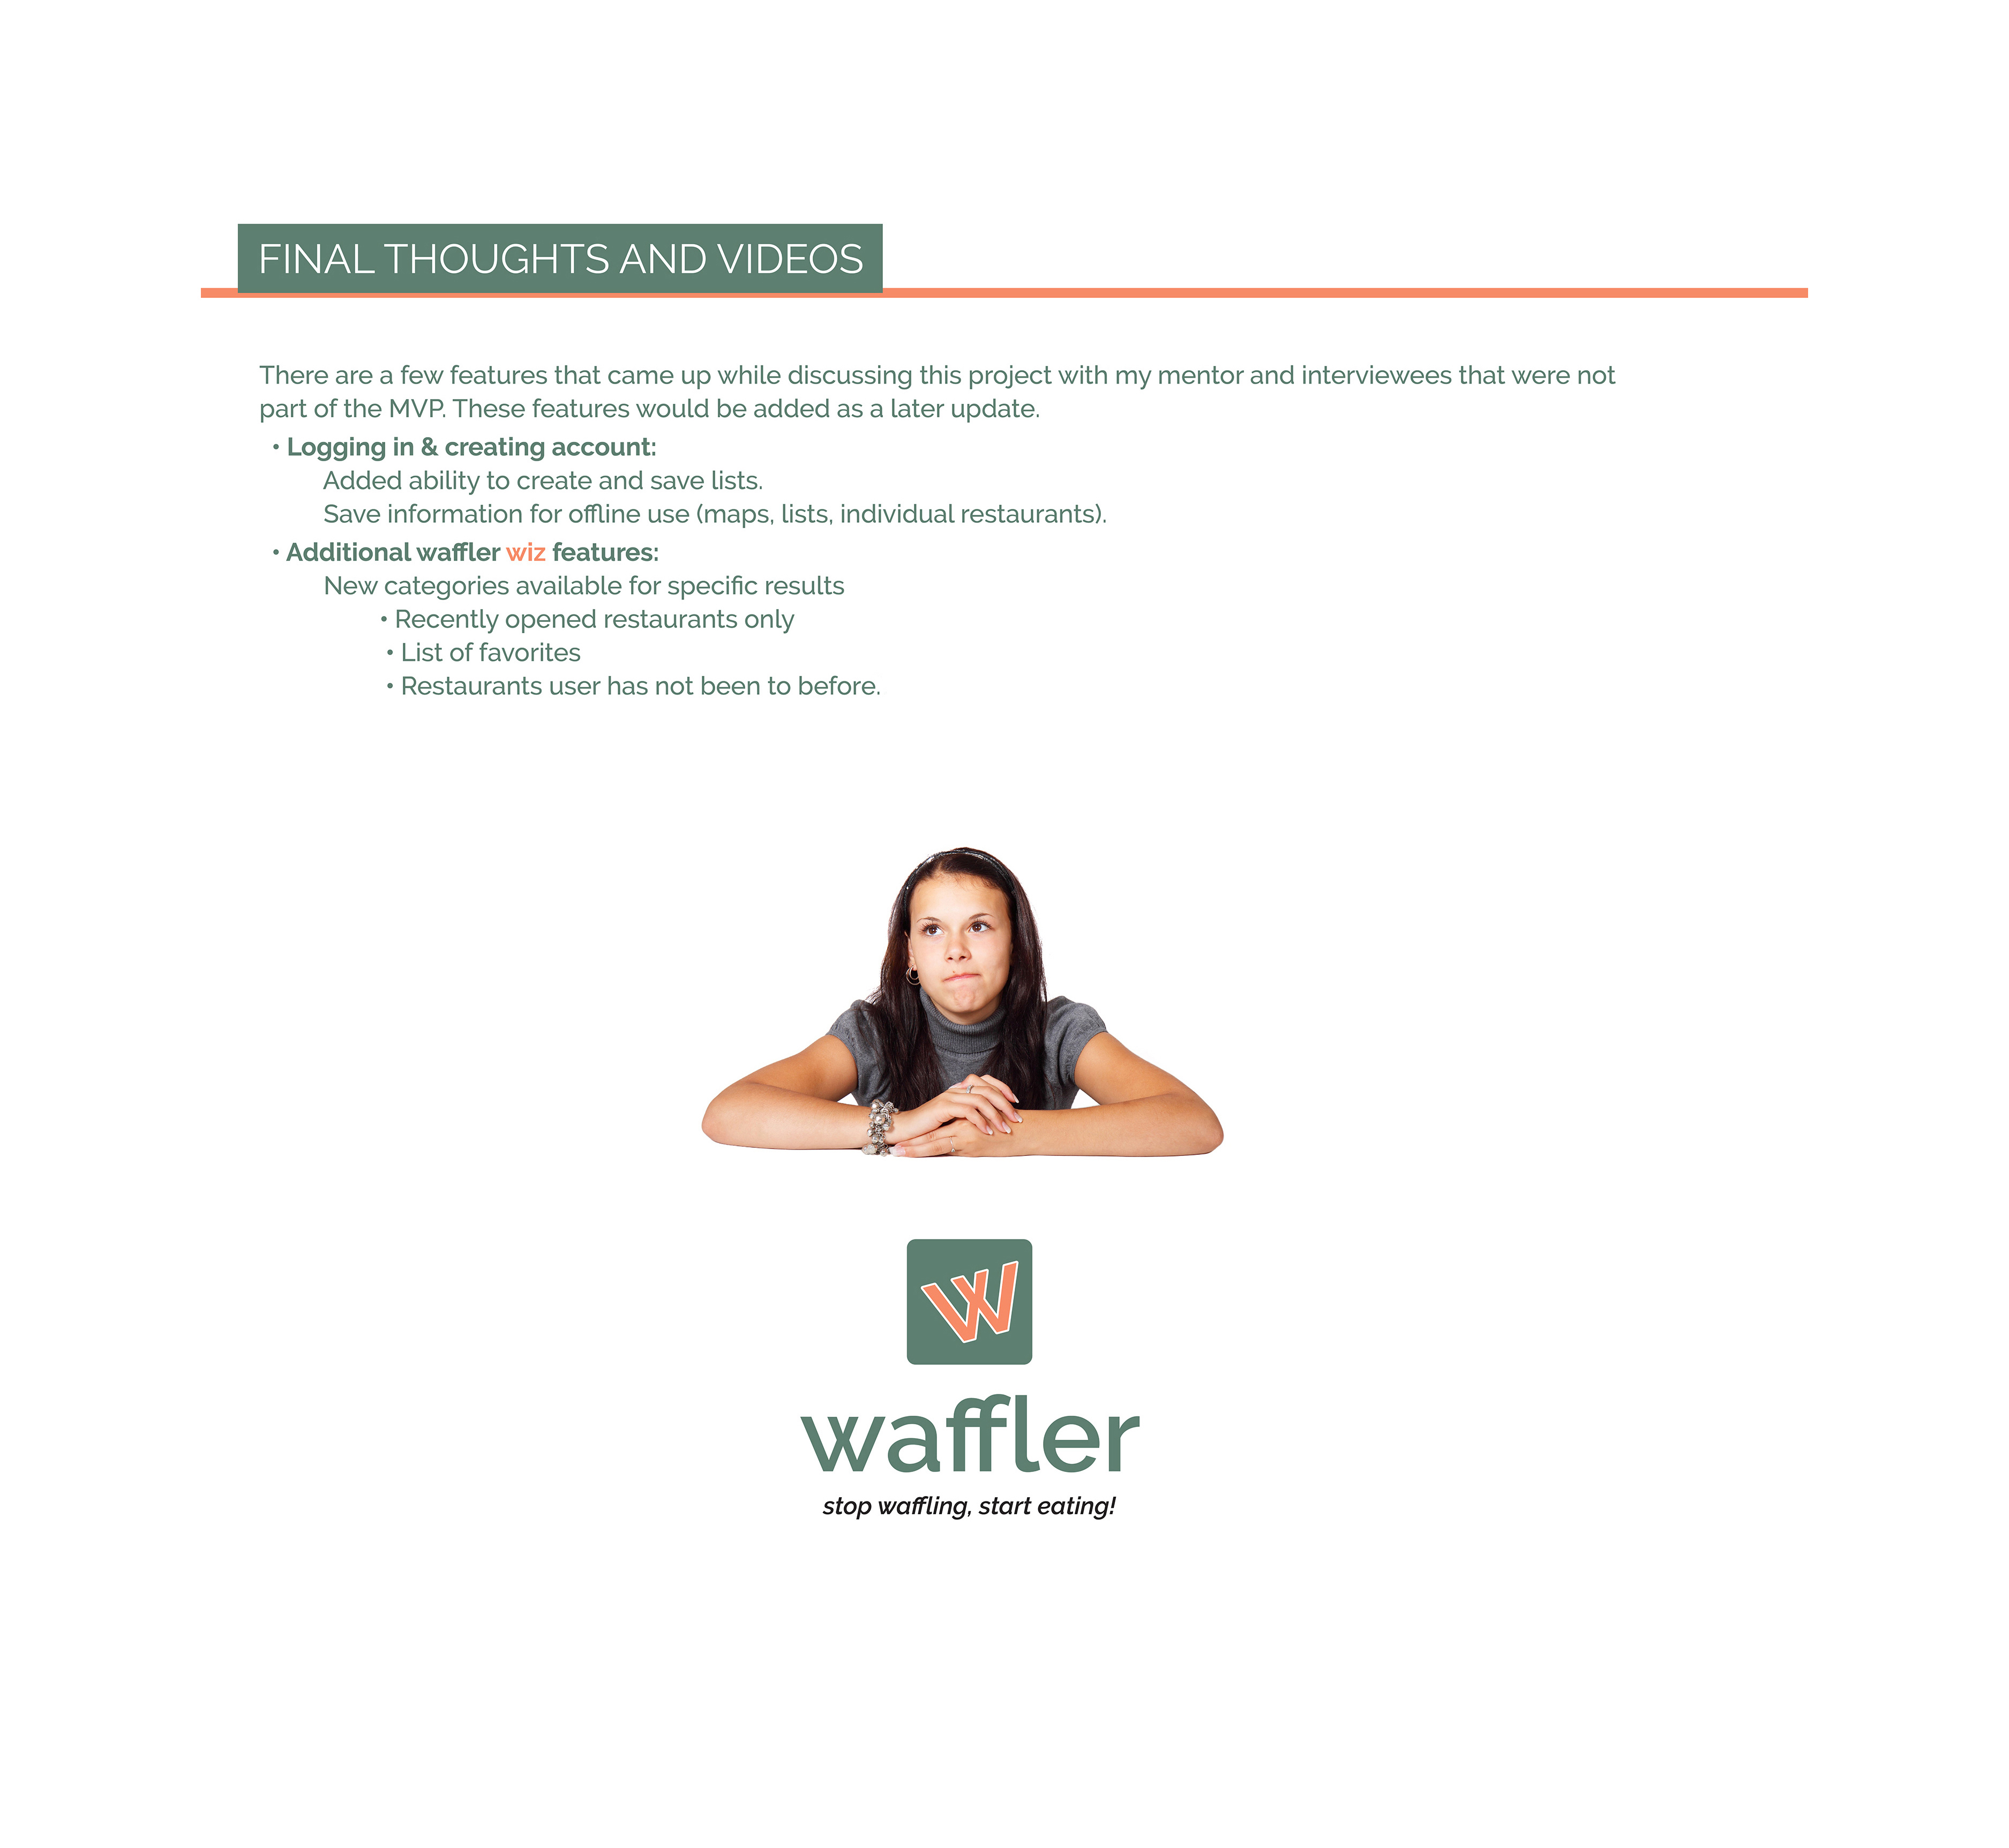 FINAL THOUGHTS AND VIDEOS
There are a few features that came up while discussing this project with my mentor and interviewees that were not
part of the MVP. These features would be added as a later update.
• Logging in & creating account:
Added ability to create and save lists.
Save information for offline use (maps, lists, individual restaurants).
• Additional waffler wiz features:
New categories available for specific results
• Recently opened restaurants only
• List of favorites
• Restaurants user has not been to before.
W
waffler
stop waffling, start eating!